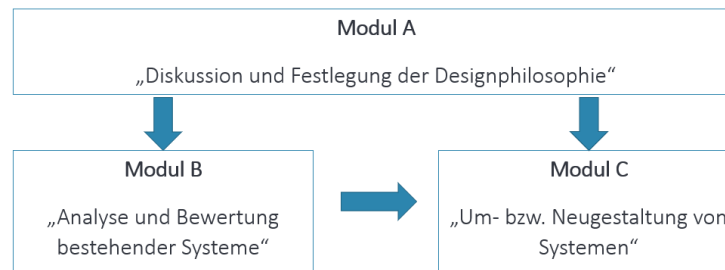 Modul A
„Diskussion und Festlegung der Designphilosophie“
Modul B
„Analyse und Bewertung
bestehender Systeme“
Modul C
„Um- bzw. Neugestaltung von
Systemen“